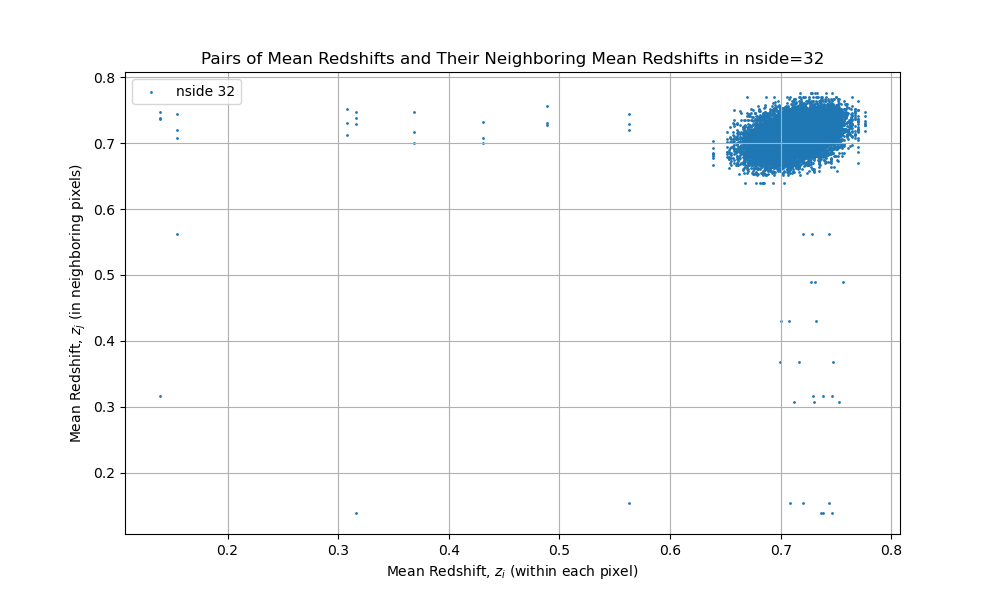 Pairs of Mean Redshifts and Their Neighboring Mean Redshifts in nside=32
nside 32
0.8
0.7
0.6
0.5
0.4
0.3
0.2
Mean Redshift, z_j (in neighboring pixels)
0.2 0.3 0.4 0.5 0.6 0.7 0.8
Mean Redshift, z_i (within each pixel)